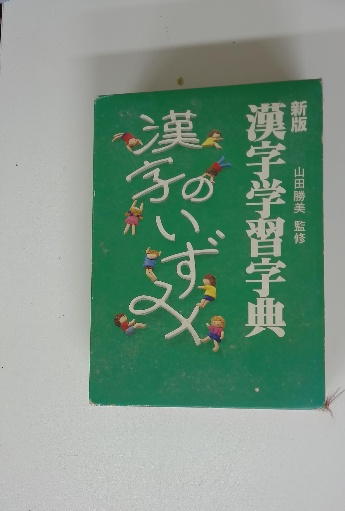 新版
漢字学習字典
山田勝美 監修
漢字のいずみ